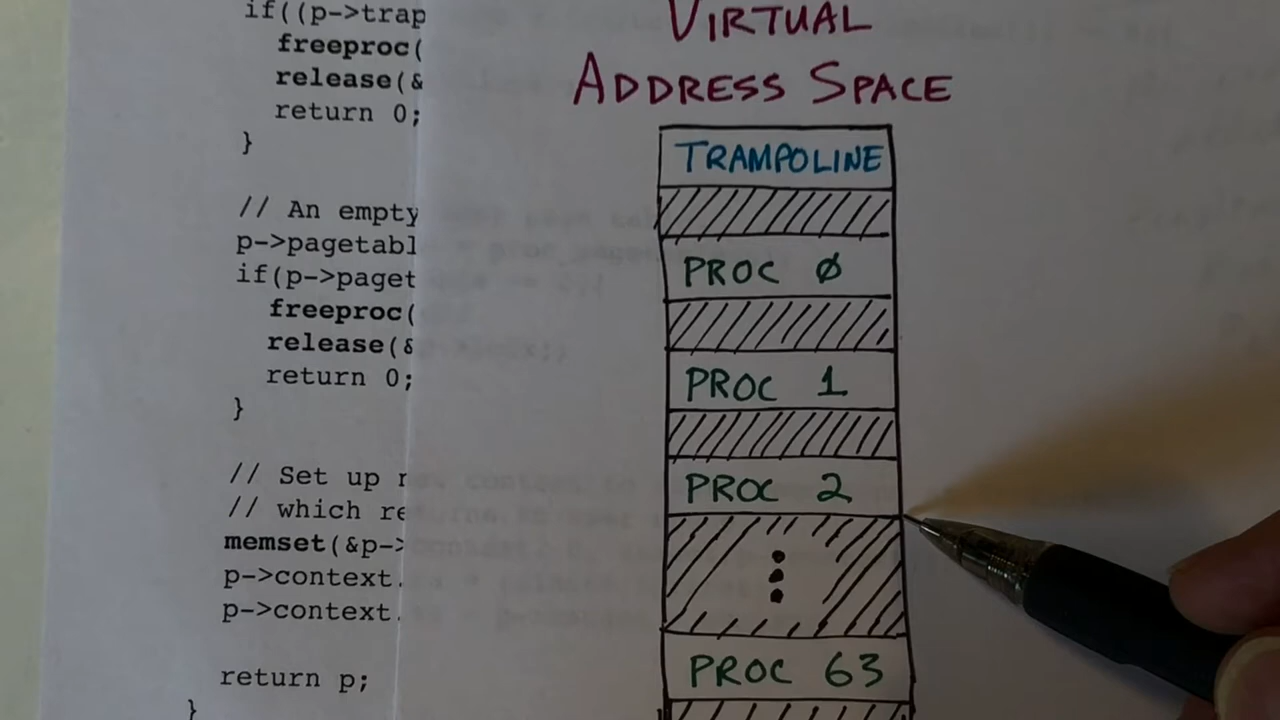 if((p->trap
freeproc(
release(&
return 0;
}
// An empty
p->pagetabl
if(p->paget
freeproc(
release(&
return 0;
}
// Set up n
// which re
memset(&p->
p->context.
p->context.
return p;
}
VIRTUAL
ADDRESS SPACE
TRAMPOLINE
PROC 0
PROC 1
PROC 2
PROC 63